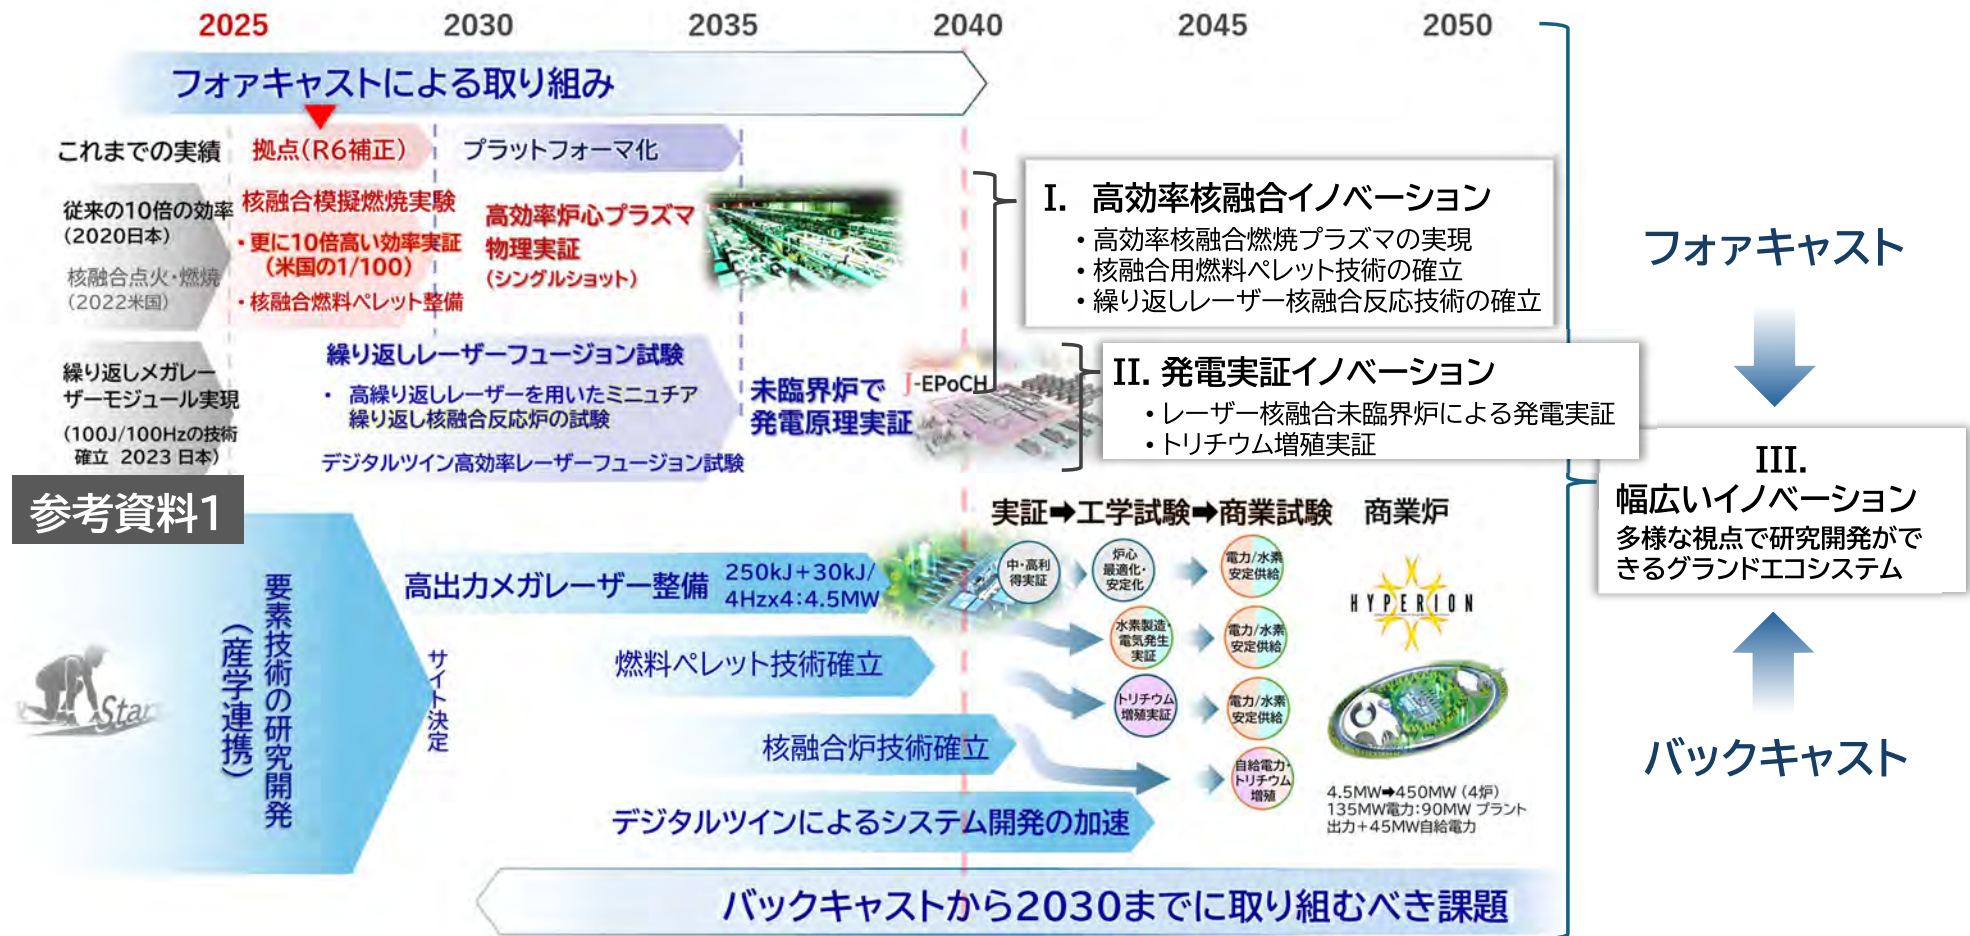 2025
2030
2035
2040
2045
2050
フォアキャストによる取り組み
これまでの実績
拠点(R6補正)
プラットフォーマ化
従来の10倍の効率
(2020日本)
核融合点火・燃焼
(2022米国)
核融合模擬燃焼実験
・更に10倍高い効率実証
(米国の1/100)
・核融合燃料ペレット整備
高効率炉心プラズマ
物理実証
(シングルショット)
繰り返しメガレー
ザーモジュール実現
(100J/100Hzの技術
確立 2023 日本)
繰り返しレーザーフュージョン試験
・ 高繰り返しレーザーを用いたミニュチア
繰り返し核融合反応炉の試験
デジタルツイン高効率レーザーフュージョン試験
未臨界炉で
発電原理実証
J-EPoCH
I. 高効率核融合イノベーション
・高効率核融合燃焼プラズマの実現
・核融合用燃料ペレット技術の確立
・繰り返しレーザー核融合反応技術の確立
II. 発電実証イノベーション
・レーザー核融合未臨界炉による発電実証
・トリチウム増殖実証
フォアキャスト
III.
幅広いイノベーション
多様な視点で研究開発がで
きるグランドエコシステム
バックキャスト
参考資料1
Star
要素技術の研究開発
(産学連携)
サイト決定
高出力メガレーザー整備
250kJ+30kJ/
4Hzx4:4.5MW
燃料ペレット技術確立
核融合炉技術確立
デジタルツインによるシステム開発の加速
実証➡工学試験➡商業試験
商業炉
中・高利
得実証
炉心
最適化・
安定化
電力/水素
安定供給
水素製造・
電気発生
実証
電力/水素
安定供給
トリチウム
増殖実証
電力/水素
安定供給
自給電力・
トリチウム
増殖
HYPERION
4.5MW➡450MW (4炉)
135MW電力:90MW プラント
出力+45MW自給電力
バックキャストから2030までに取り組むべき課題